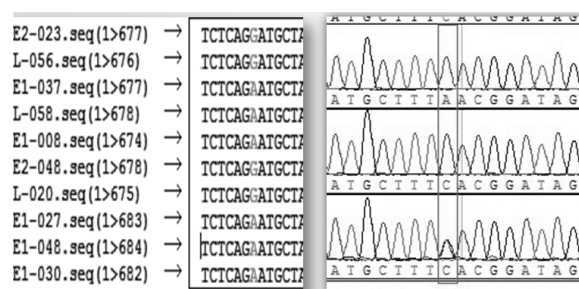 E2-023.seq(1>677) → TCTCAGGATGCTA
L-056.seq(1>676) → TCTCAGGATGCTA
E1-037.seq(1>677) → TCTCAGAATGCTA
L-058.seq(1>678) → TCTCAGGATGCTA
E1-008.seq(1>674) → TCTCAGAATGCTA
E2-048.seq(1>678) → TCTCAGGATGCTA
L-020.seq(1>675) → TCTCAGGATGCTA
E1-027.seq(1>683) → TCTCAGAATGCTA
E1-048.seq(1>684) → TCTCAGAATGCTA
E1-030.seq(1>682) → TCTCAGAATGCTA
A T G C T T T C A C G G A T A G
A T G C T T T A A C G G A T A G
A T G C T T T C A C G G A T A G
A T G C T T T C A C G G A T A G